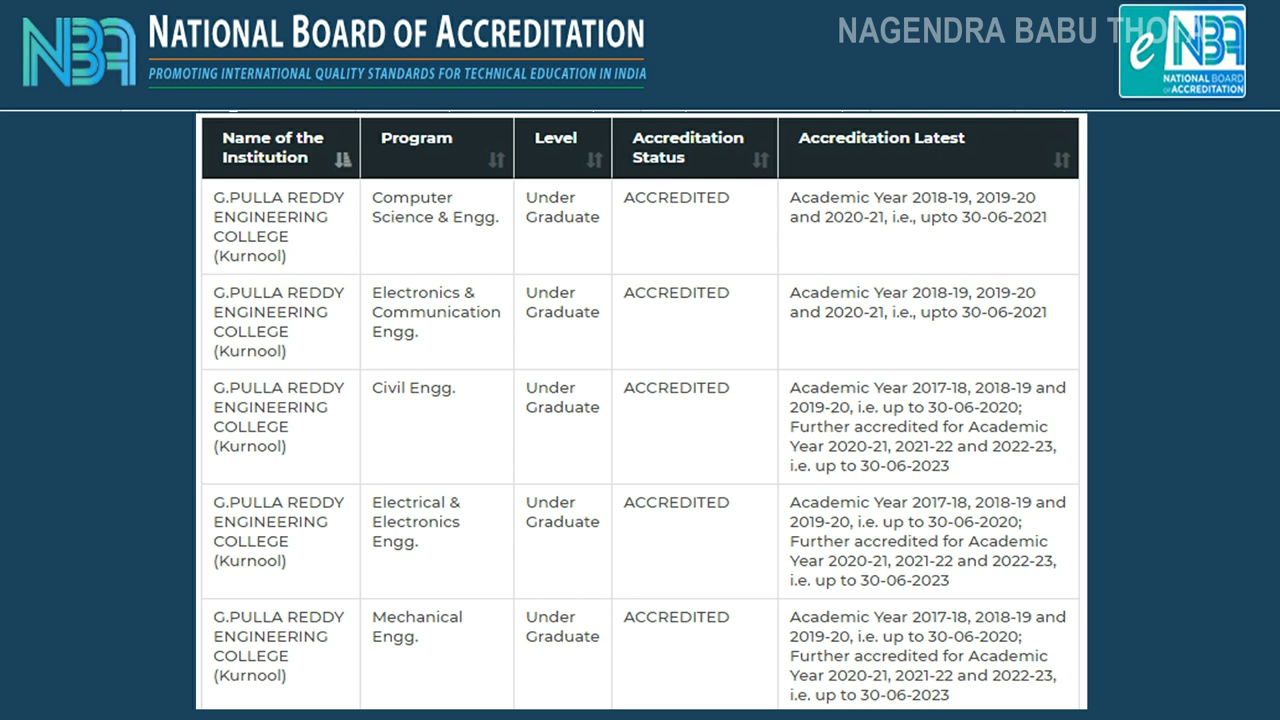 NBA
NATIONAL BOARD OF ACCREDITATION
PROMOTING INTERNATIONAL QUALITY STANDARDS FOR TECHNICAL EDUCATION IN INDIA
NAGENDRA BABU
e NBA
NATIONAL BOARD
OF ACCREDITATION
Name of the
Institution
Program
Level
Accreditation
Status
Accreditation Latest
G.PULLA REDDY
ENGINEERING
COLLEGE
(Kurnool)
Computer
Science & Engg.
Under
Graduate
ACCREDITED
Academic Year 2018-19, 2019-20
and 2020-21, i.e., upto 30-06-2021
G.PULLA REDDY
ENGINEERING
COLLEGE
(Kurnool)
Electronics &
Communication
Engg.
Under
Graduate
ACCREDITED
Academic Year 2018-19, 2019-20
and 2020-21, i.e., upto 30-06-2021
G.PULLA REDDY
ENGINEERING
COLLEGE
(Kurnool)
Civil Engg.
Under
Graduate
ACCREDITED
Academic Year 2017-18, 2018-19 and
2019-20, i.e. up to 30-06-2020;
Further accredited for Academic
Year 2020-21, 2021-22 and 2022-23,
i.e. up to 30-06-2023
G.PULLA REDDY
ENGINEERING
COLLEGE
(Kurnool)
Electrical &
Electronics
Engg.
Under
Graduate
ACCREDITED
Academic Year 2017-18, 2018-19 and
2019-20, i.e. up to 30-06-2020;
Further accredited for Academic
Year 2020-21, 2021-22 and 2022-23,
i.e. up to 30-06-2023
G.PULLA REDDY
ENGINEERING
COLLEGE
(Kurnool)
Mechanical
Engg.
Under
Graduate
ACCREDITED
Academic Year 2017-18, 2018-19 and
2019-20, i.e. up to 30-06-2020;
Further accredited for Academic
Year 2020-21, 2021-22 and 2022-23,
i.e. up to 30-06-2023